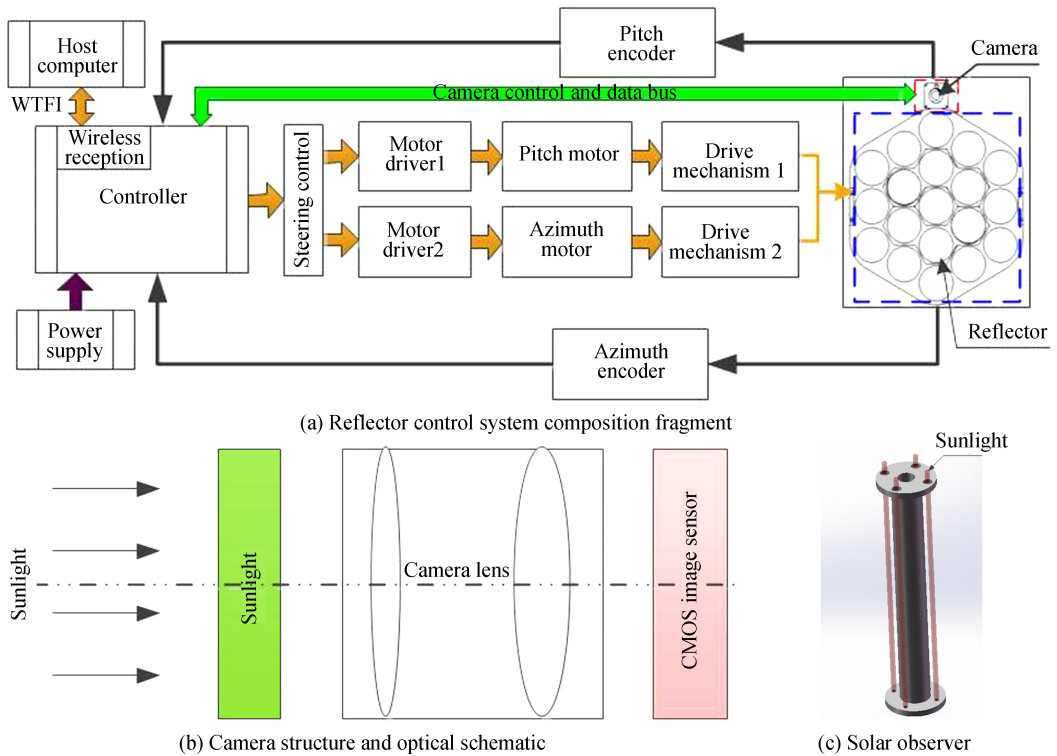 Host
computer
WTFI
Wireless
reception
Controller
Power
supply
Pitch
encoder
Camera control and data bus
Steering control
Motor
driver1
Pitch motor
Drive
mechanism 1
Motor
driver2
Azimuth
motor
Drive
mechanism 2
Azimuth
encoder
Camera
Reflector
(a) Reflector control system composition fragment
Sunlight
Sunlight
Camera lens
CMOS image sensor
(b) Camera structure and optical schematic
Sunlight
(c) Solar observer